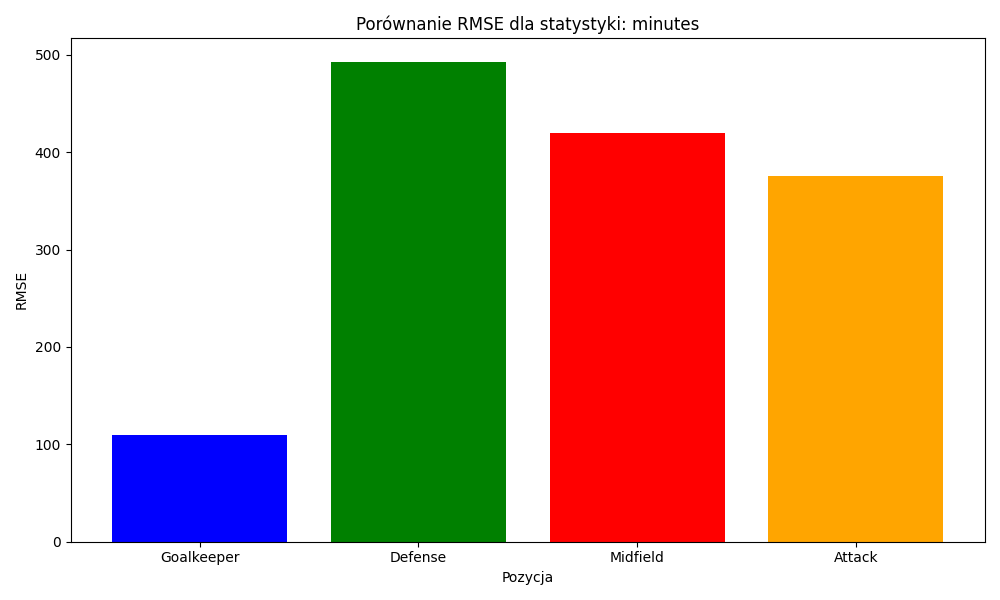 Porównanie RMSE dla statystyki: minutes
500
400
300
200
100
0
RMSE
Goalkeeper
Defense
Midfield
Attack
Pozycja